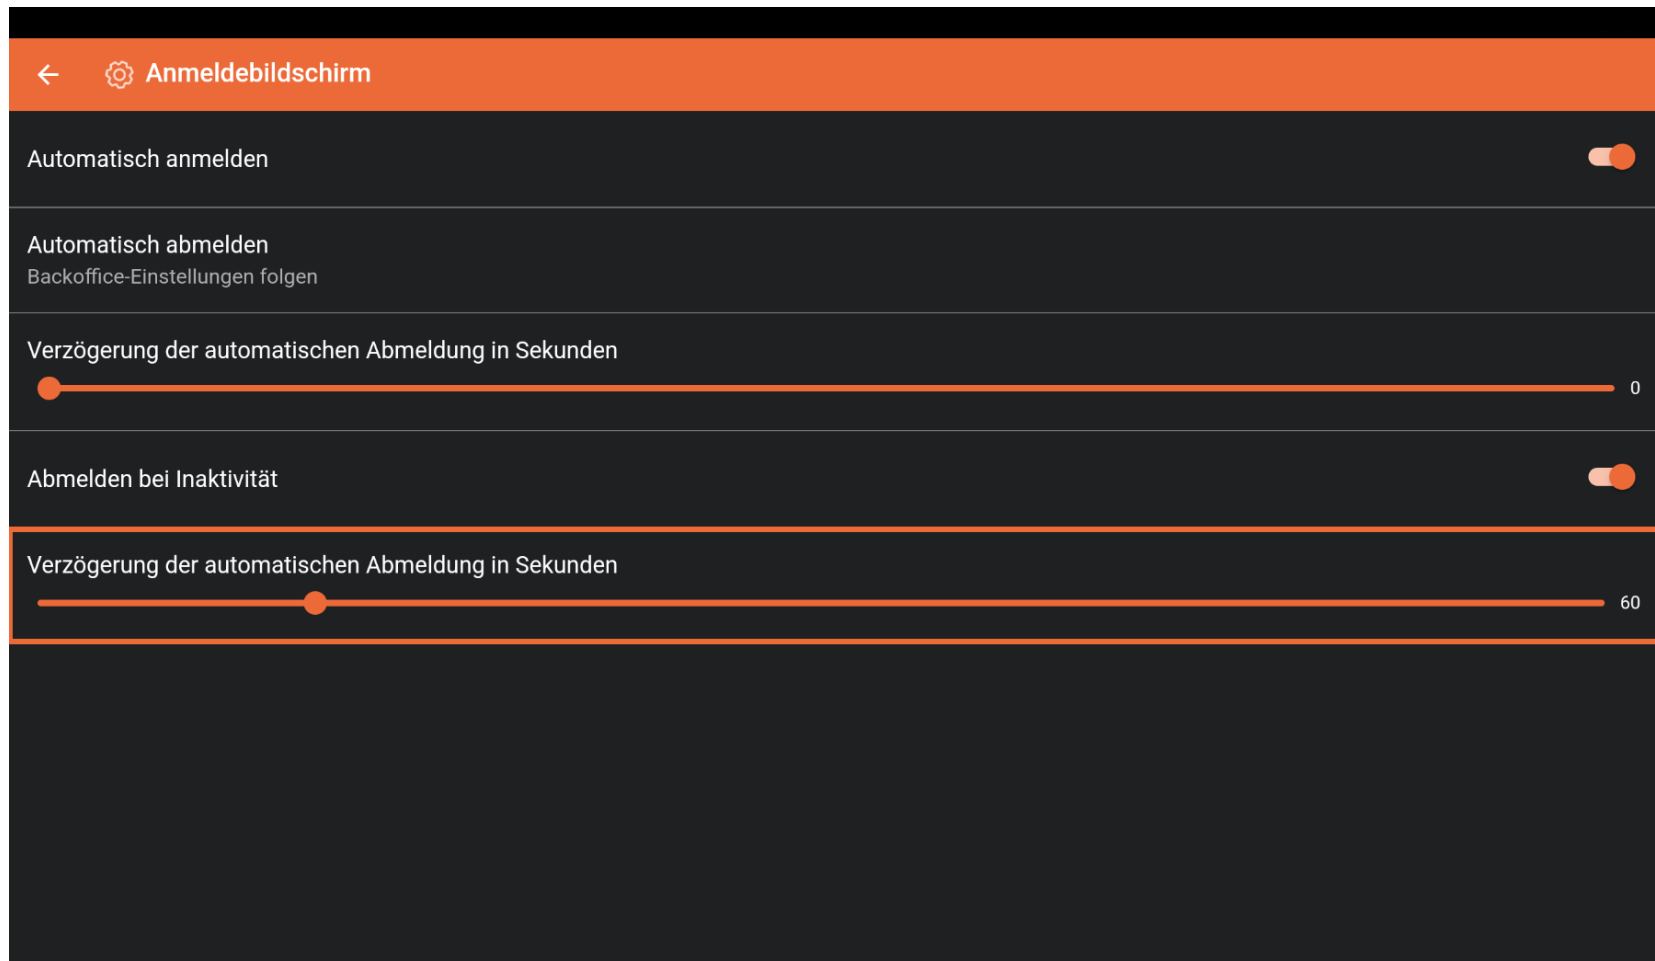 Anmeldebildschirm
Automatisch anmelden
Automatisch abmelden
Backoffice-Einstellungen folgen
Verzögerung der automatischen Abmeldung in Sekunden
0
Abmelden bei Inaktivität
Verzögerung der automatischen Abmeldung in Sekunden
60